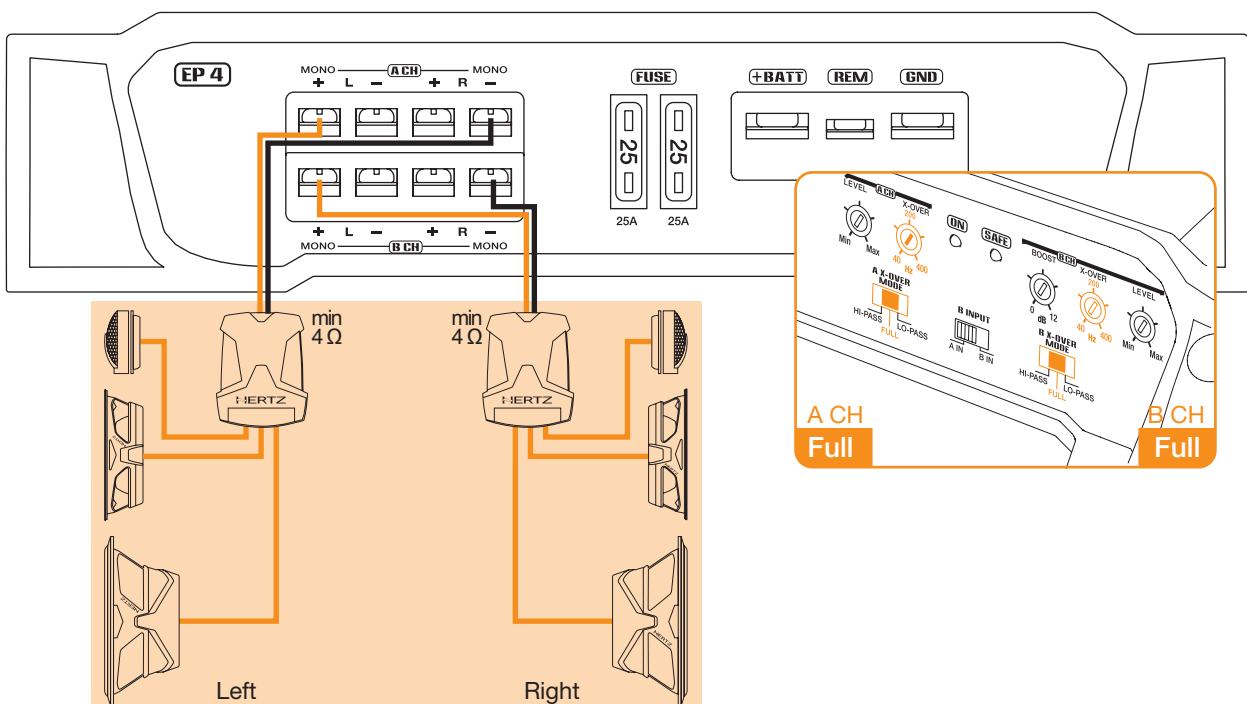 EP 4
MONO A CH MONO
+ L − + R −
FUSE
+BATT REM GND
25 25
25A 25A
+ L − + R −
MONO B CH MONO
min
4 Ω
min
4 Ω
HERTZ
HERTZ
HERTZ
HERTZ
Left
Right
LEVEL A CH X-OVER
200
Min Max
40 Hz 400
ON
SAFE
BOOST B CH X-OVER
200
LEVEL
0 dB 12
40 Hz 400
Min Max
A X-OVER
MODE
HI-PASS LO-PASS
FULL
B INPUT
A IN B IN
B X-OVER
MODE
HI-PASS LO-PASS
FULL
A CH
Full
B CH
Full